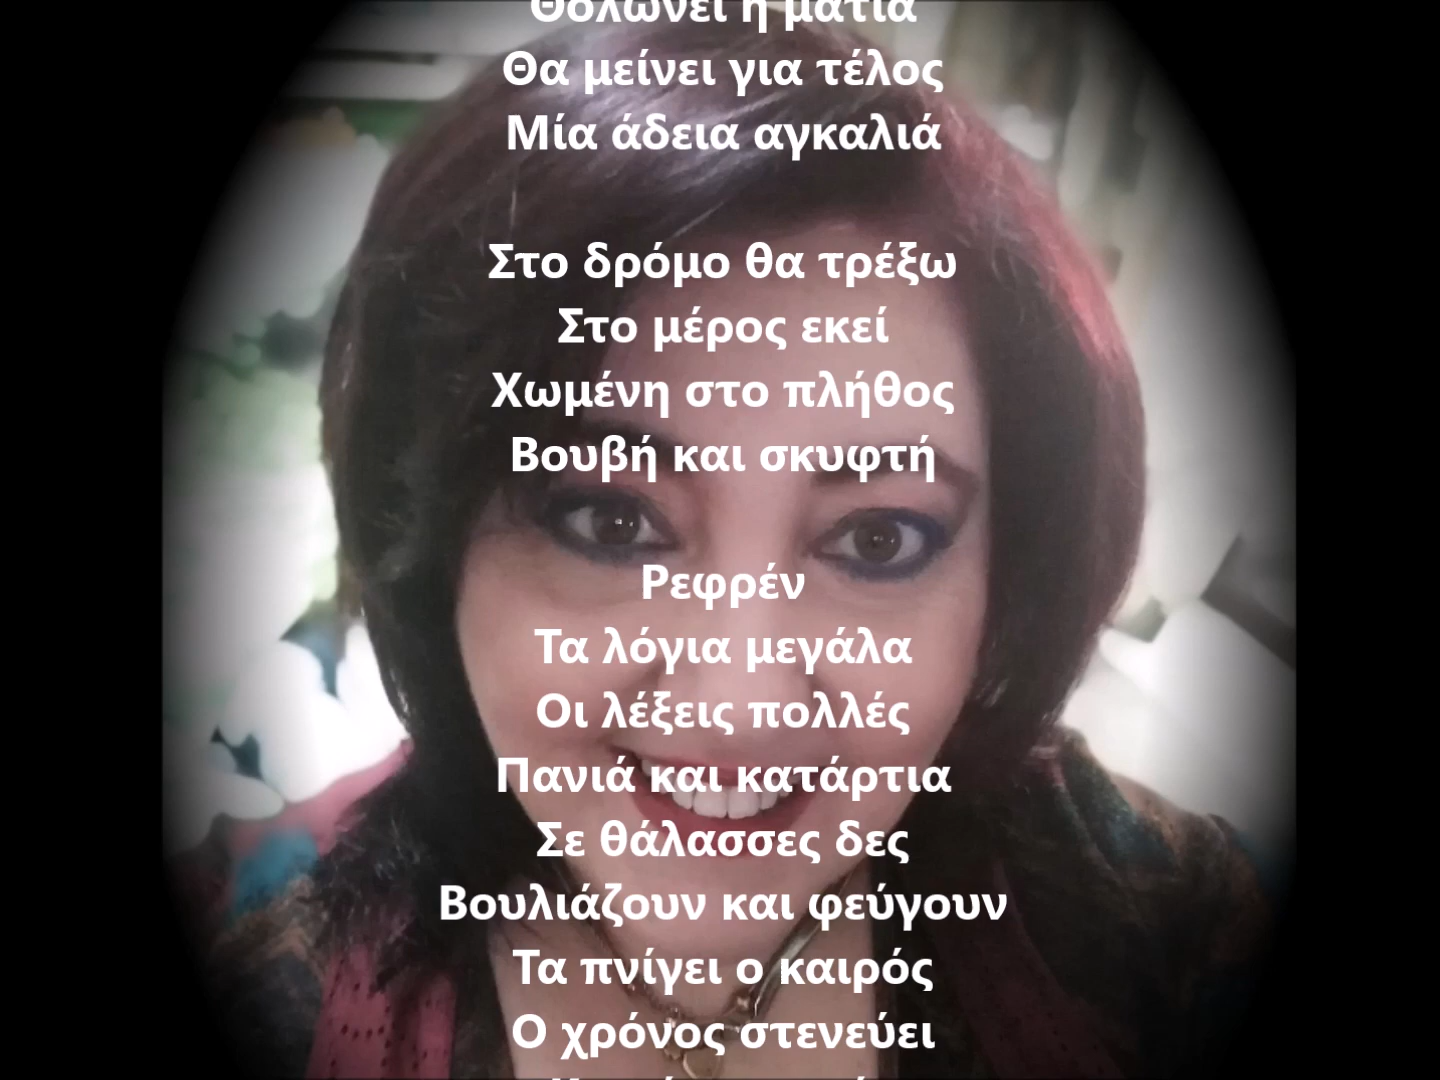 Θολώνει η ματιά
Θα μείνει για τέλος
Μία άδεια αγκαλιά
Στο δρόμο θα τρέξω
Στο μέρος εκεί
Χωμένη στο πλήθος
Βουβή και σκυφτή
Ρεφρέν
Τα λόγια μεγάλα
Οι λέξεις πολλές
Πανιά και κατάρτια
Σε θάλασσες δες
Βουλιάζουν και φεύγουν
Τα πνίγει ο καιρός
Ο χρόνος στενεύει